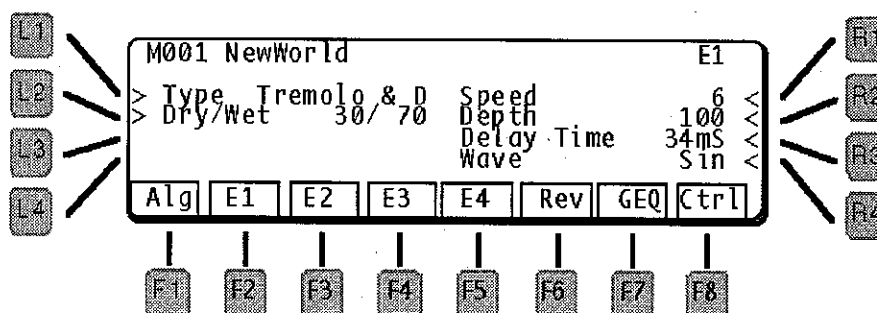 L1
M001 NewWorld E1
R1
L2
> Type Tremolo & D Speed 6 <
R2
> Dry/Wet 30/ 70 Depth 100 <
L3
Delay Time 34mS <
R3
Wave Sin <
L4
Alg E1 E2 E3 E4 Rev GEQ Ctrl
R4
F1 F2 F3 F4 F5 F6 F7 F8